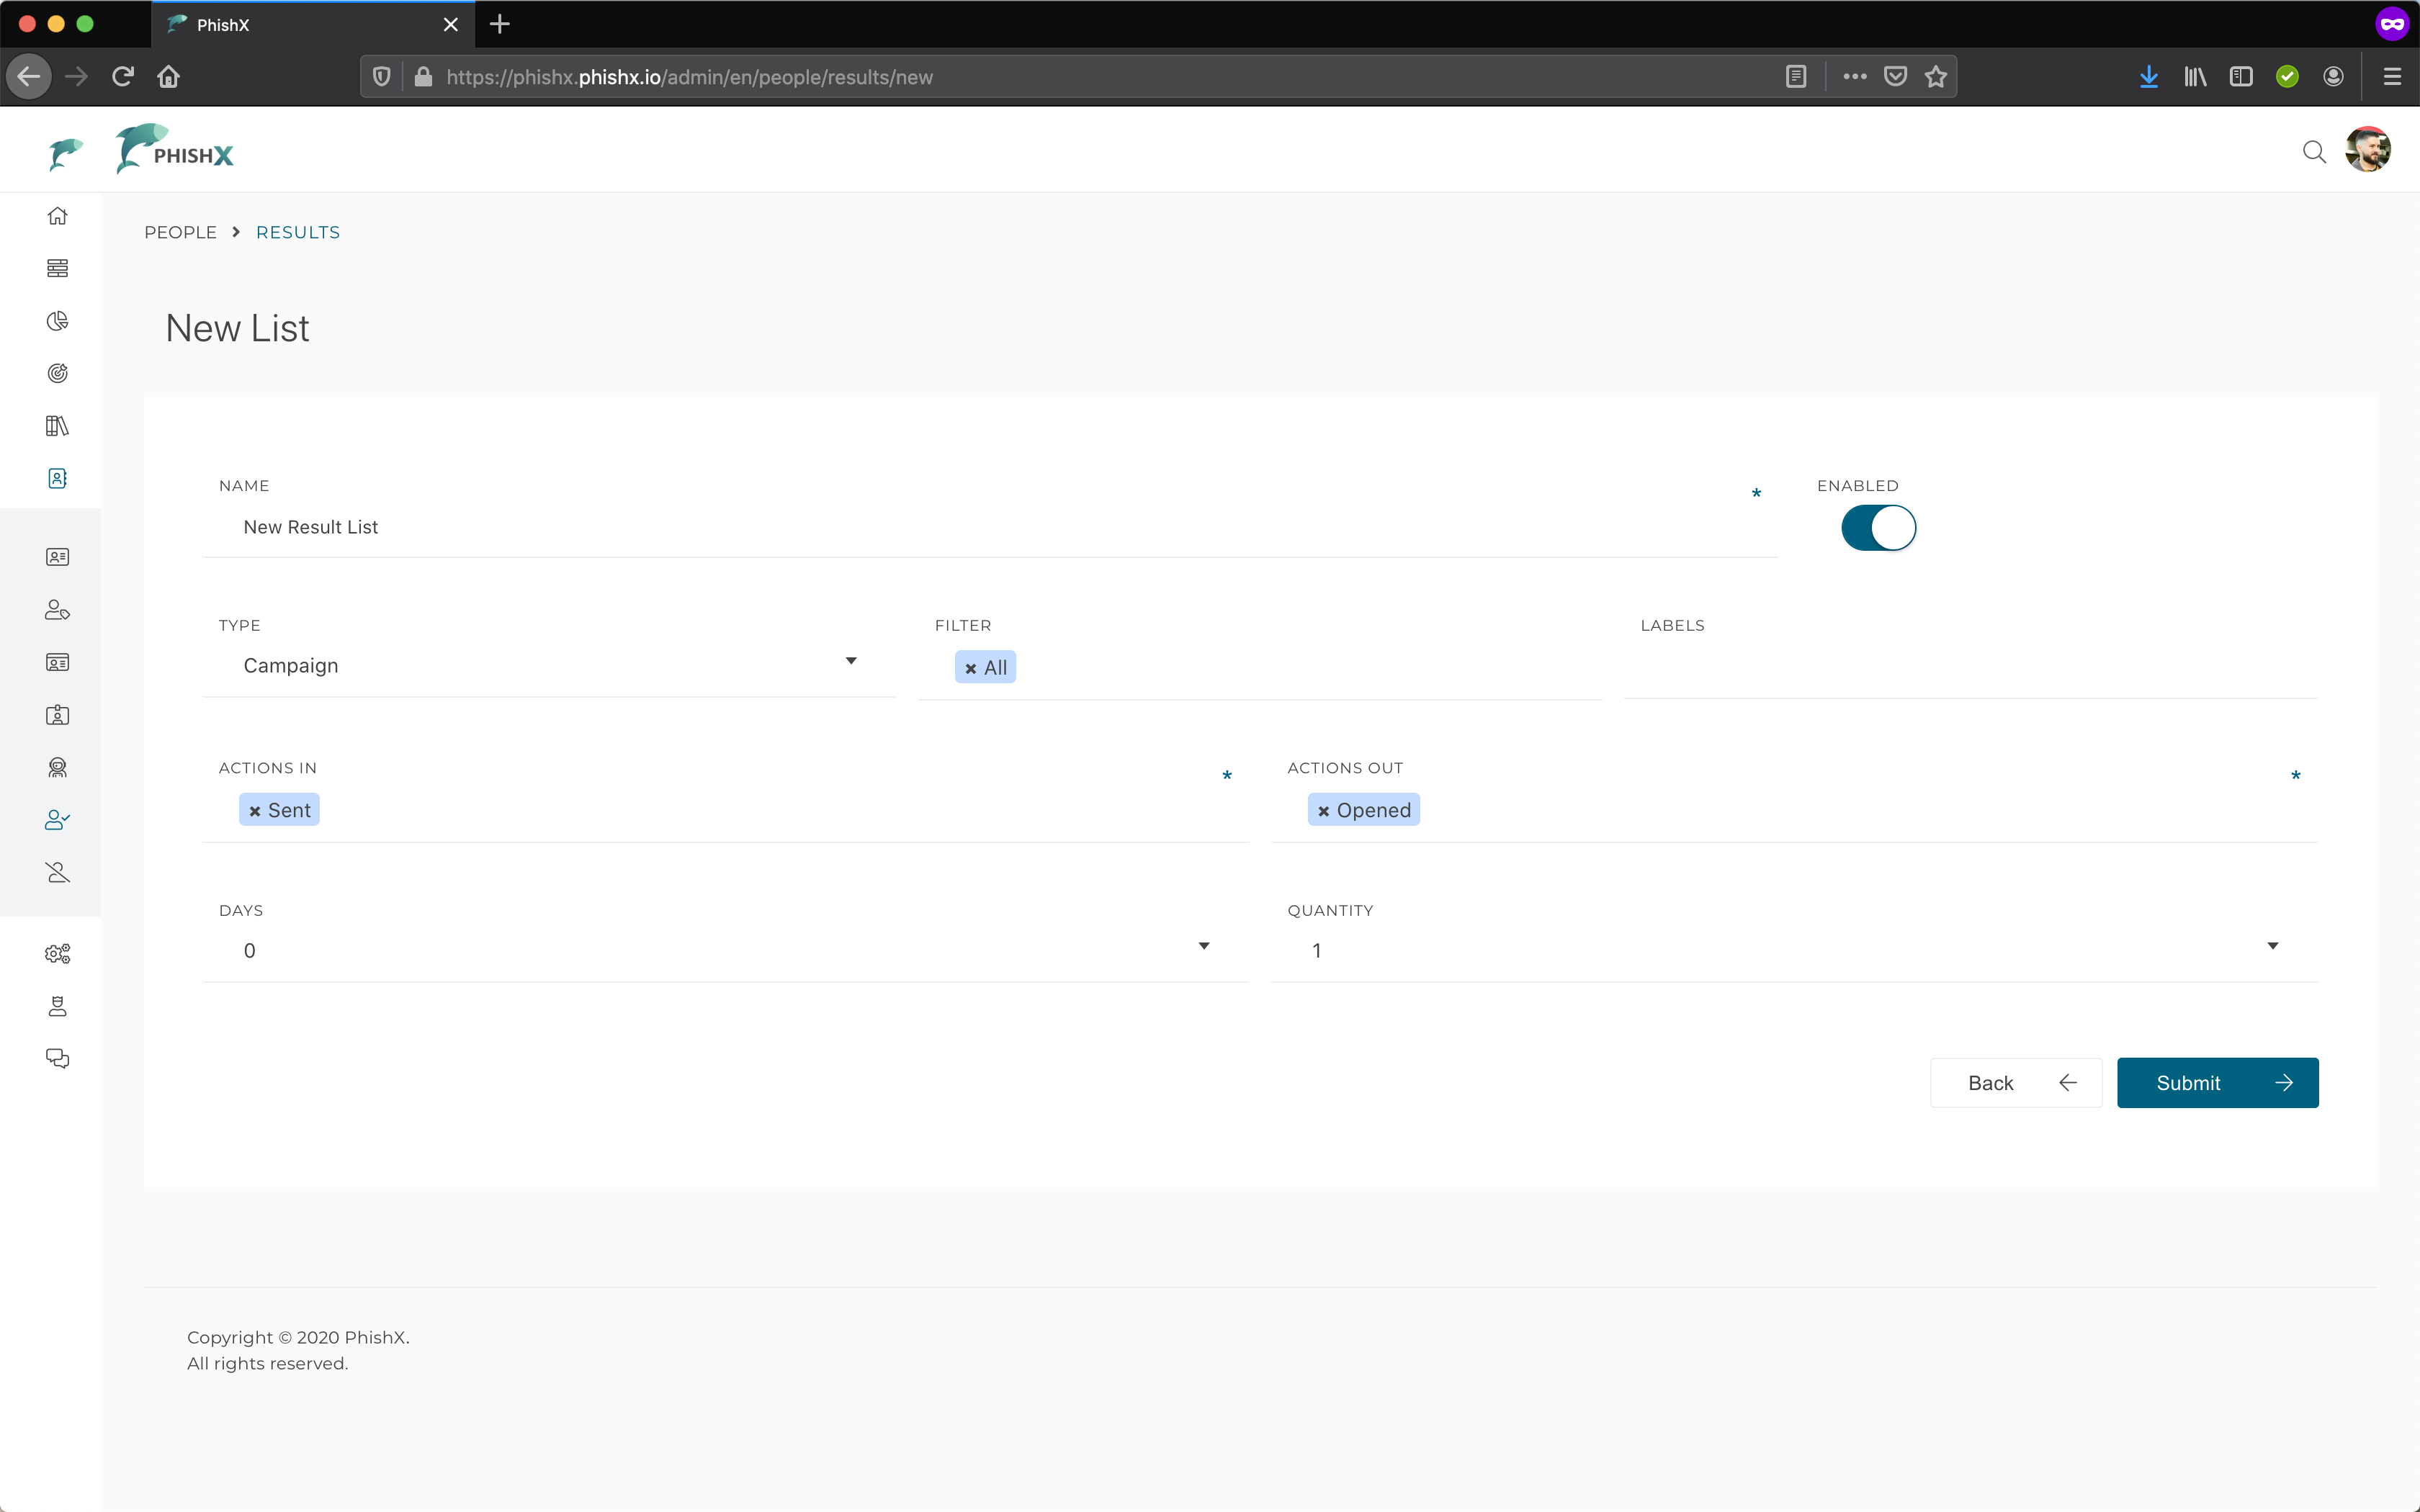 PhishX
https://phishx.phishx.io/admin/en/people/results/new
PHISHX
PEOPLE > RESULTS
New List
NAME *
ENABLED
New Result List
TYPE
FILTER
LABELS
Campaign
× All
ACTIONS IN *
ACTIONS OUT *
× Sent
× Opened
DAYS
QUANTITY
0
1
Back ←
Submit →
Copyright © 2020 PhishX.
All rights reserved.